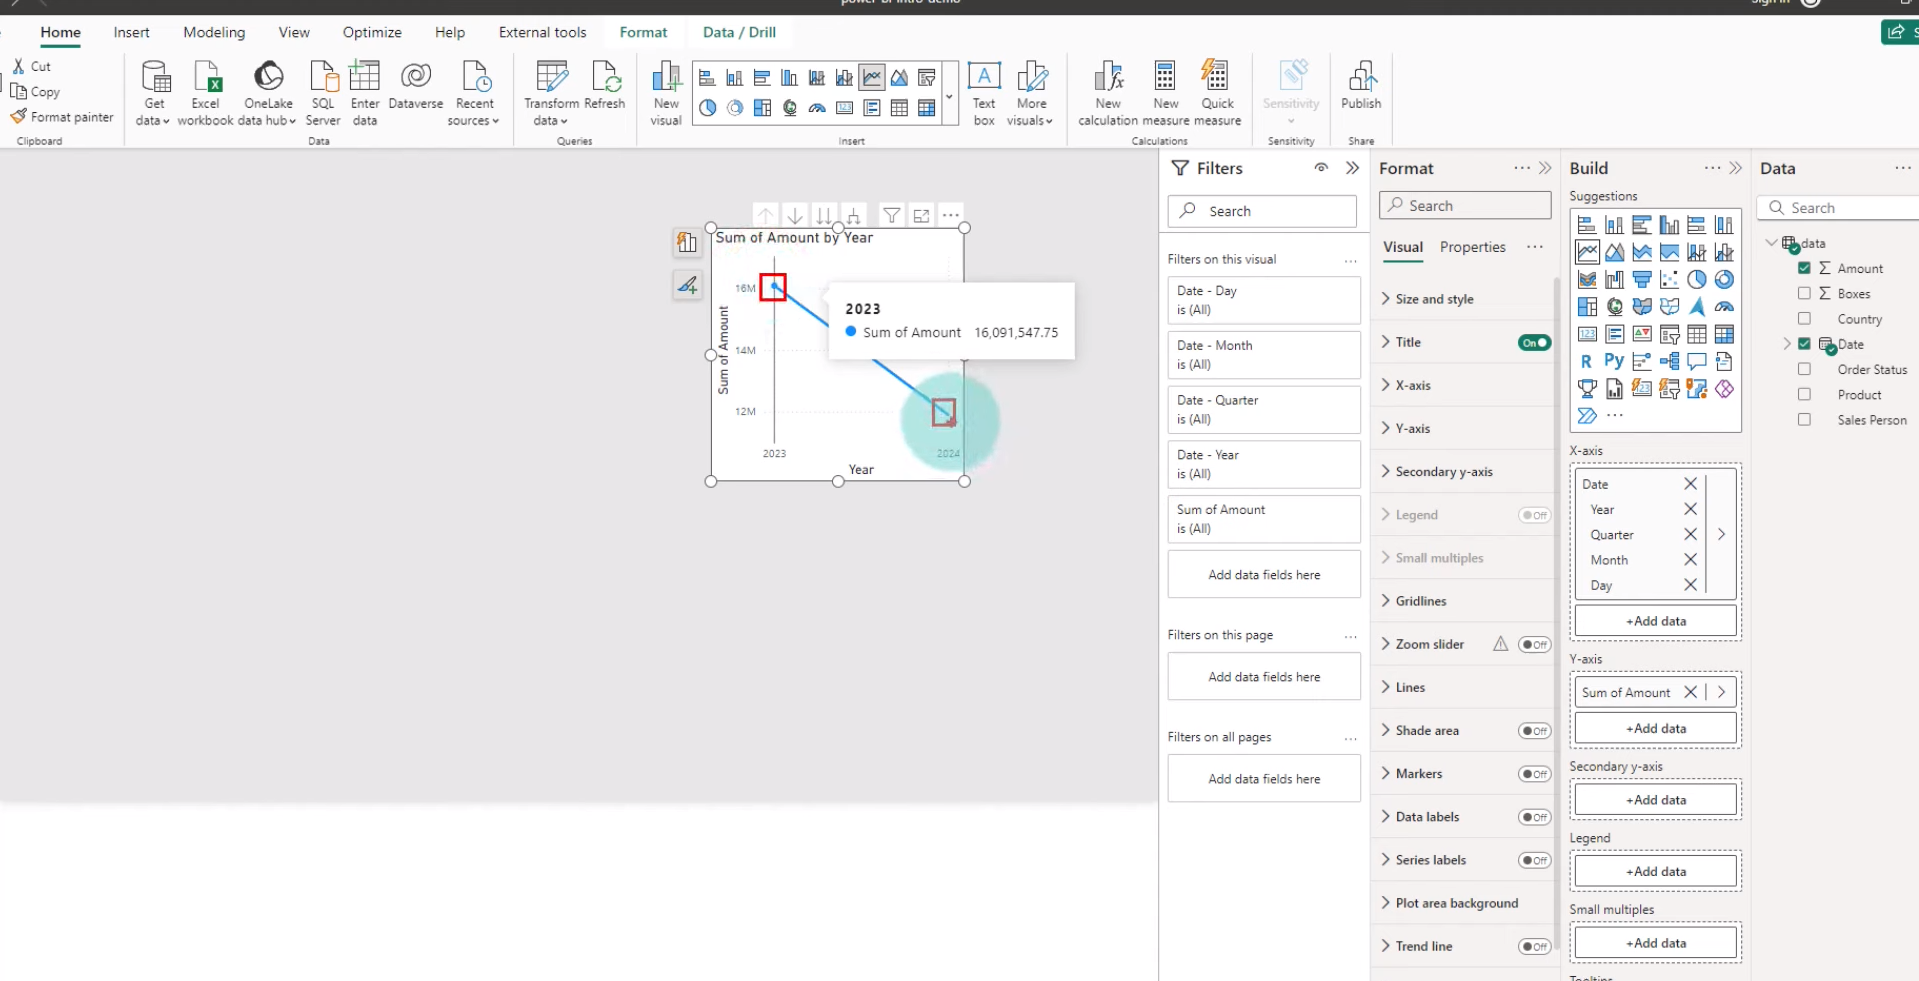 power-bi-intro-demo
Sign in
Home
Insert
Modeling
View
Optimize
Help
External tools
Format
Data / Drill
Cut
Copy
Format painter
Clipboard
Get data
Excel workbook
OneLake data hub
SQL Server
Enter data
Dataverse
Recent sources
Data
Transform data
Refresh
Queries
New visual
Text box
More visuals
Insert
New calculation
New measure
Quick measure
Calculations
Sensitivity
Sensitivity
Publish
Share
Sum of Amount by Year
16M
14M
12M
Sum of Amount
2023
2024
Year
2023
Sum of Amount 16,091,547.75
Filters
Search
Filters on this visual
Date - Day
is (All)
Date - Month
is (All)
Date - Quarter
is (All)
Date - Year
is (All)
Sum of Amount
is (All)
Add data fields here
Filters on this page
Add data fields here
Filters on all pages
Add data fields here
Format
Search
Visual
Properties
Size and style
Title On
X-axis
Y-axis
Secondary y-axis
Legend Off
Small multiples
Gridlines
Zoom slider Off
Lines
Shade area Off
Markers Off
Data labels Off
Series labels Off
Plot area background
Trend line Off
Build
Suggestions
123
R
Py
X-axis
Date
Year
Quarter
Month
Day
+Add data
Y-axis
Sum of Amount
+Add data
Secondary y-axis
+Add data
Legend
+Add data
Small multiples
+Add data
Data
Search
data
Amount
Boxes
Country
Date
Order Status
Product
Sales Person